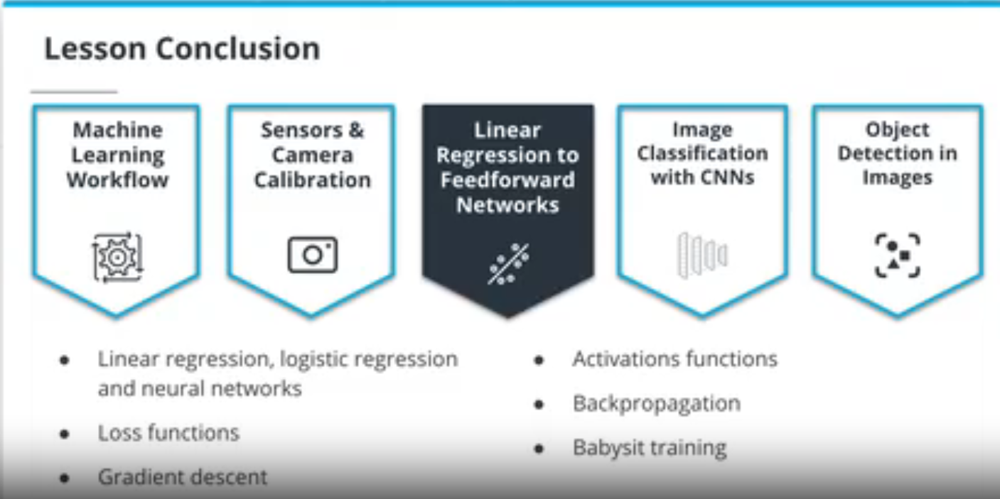 Lesson Conclusion
Machine
Learning
Workflow
Sensors &
Camera
Calibration
Linear
Regression to
Feedforward
Networks
Image
Classification
with CNNs
Object
Detection in
Images
Linear regression, logistic regression
and neural networks
Loss functions
Gradient descent
Activations functions
Backpropagation
Babysit training